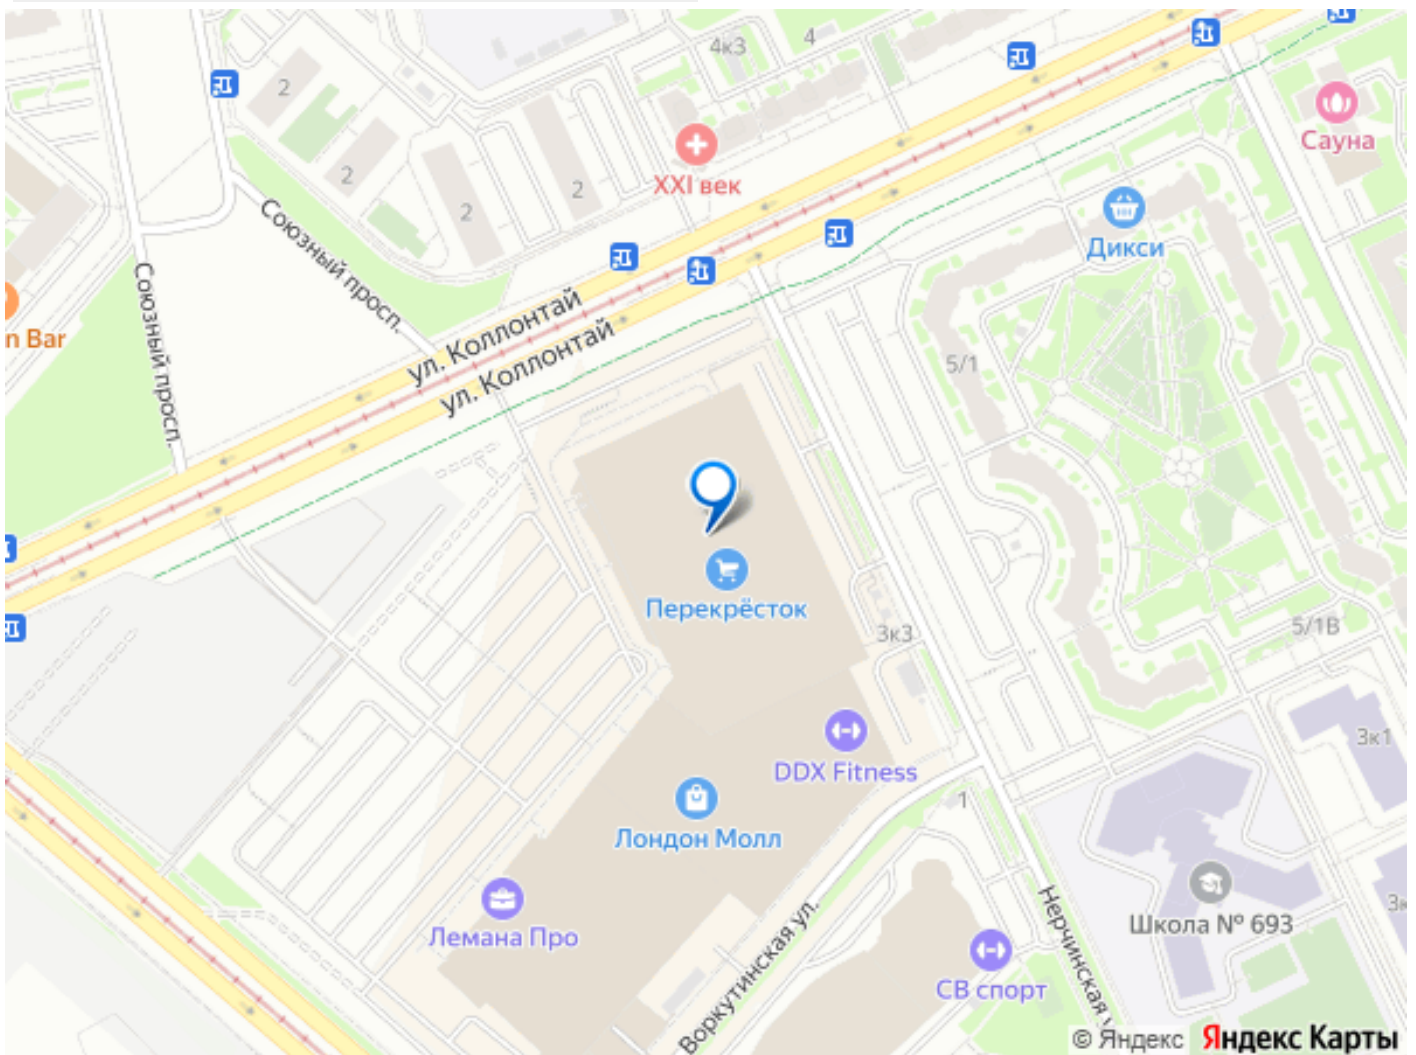 4к3
4
2
2
2
2
XXI век
Сауна
Дикси
Союзный просп.
Союзный просп.
n Bar
ул. Коллонтай
ул. Коллонтай
5/1
Перекрёсток
3к3
5/1В
3к1
DDX Fitness
1
Лондон Молл
Школа № 693
Лемана Про
Воркутинская ул.
Нерчинская у
СВ спорт
© Яндекс Яндекс Карты